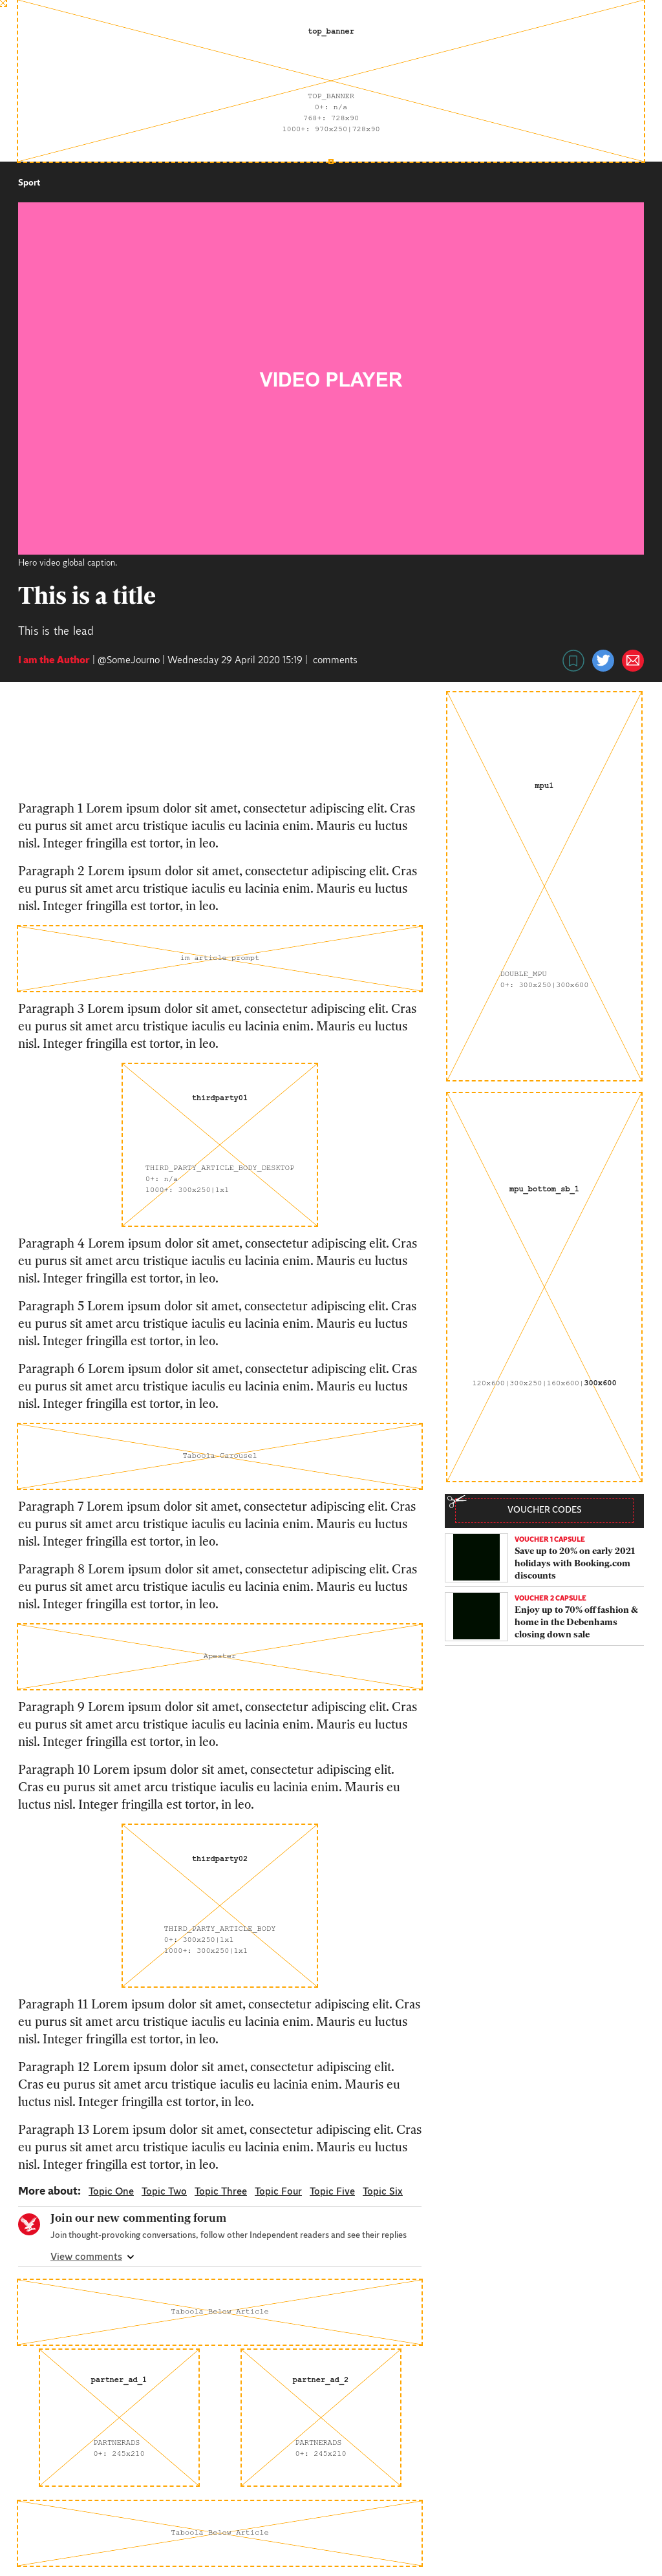 top_banner
TOP_BANNER
0+: n/a
768+: 728x90
1000+: 970x250|728x90
Sport
VIDEO PLAYER
Hero video global caption.
This is a title
This is the lead
I am the Author | @SomeJourno | Wednesday 29 April 2020 15:19 | comments
Paragraph 1 Lorem ipsum dolor sit amet, consectetur adipiscing elit. Cras
eu purus sit amet arcu tristique iaculis eu lacinia enim. Mauris eu luctus
nisl. Integer fringilla est tortor, in leo.
Paragraph 2 Lorem ipsum dolor sit amet, consectetur adipiscing elit. Cras
eu purus sit amet arcu tristique iaculis eu lacinia enim. Mauris eu luctus
nisl. Integer fringilla est tortor, in leo.
im article prompt
Paragraph 3 Lorem ipsum dolor sit amet, consectetur adipiscing elit. Cras
eu purus sit amet arcu tristique iaculis eu lacinia enim. Mauris eu luctus
nisl. Integer fringilla est tortor, in leo.
thirdparty01
THIRD_PARTY_ARTICLE_BODY_DESKTOP
0+: n/a
1000+: 300x250|1x1
Paragraph 4 Lorem ipsum dolor sit amet, consectetur adipiscing elit. Cras
eu purus sit amet arcu tristique iaculis eu lacinia enim. Mauris eu luctus
nisl. Integer fringilla est tortor, in leo.
Paragraph 5 Lorem ipsum dolor sit amet, consectetur adipiscing elit. Cras
eu purus sit amet arcu tristique iaculis eu lacinia enim. Mauris eu luctus
nisl. Integer fringilla est tortor, in leo.
Paragraph 6 Lorem ipsum dolor sit amet, consectetur adipiscing elit. Cras
eu purus sit amet arcu tristique iaculis eu lacinia enim. Mauris eu luctus
nisl. Integer fringilla est tortor, in leo.
Taboola Carousel
Paragraph 7 Lorem ipsum dolor sit amet, consectetur adipiscing elit. Cras
eu purus sit amet arcu tristique iaculis eu lacinia enim. Mauris eu luctus
nisl. Integer fringilla est tortor, in leo.
Paragraph 8 Lorem ipsum dolor sit amet, consectetur adipiscing elit. Cras
eu purus sit amet arcu tristique iaculis eu lacinia enim. Mauris eu luctus
nisl. Integer fringilla est tortor, in leo.
Apester
Paragraph 9 Lorem ipsum dolor sit amet, consectetur adipiscing elit. Cras
eu purus sit amet arcu tristique iaculis eu lacinia enim. Mauris eu luctus
nisl. Integer fringilla est tortor, in leo.
Paragraph 10 Lorem ipsum dolor sit amet, consectetur adipiscing elit.
Cras eu purus sit amet arcu tristique iaculis eu lacinia enim. Mauris eu
luctus nisl. Integer fringilla est tortor, in leo.
thirdparty02
THIRD_PARTY_ARTICLE_BODY
0+: 300x250|1x1
1000+: 300x250|1x1
Paragraph 11 Lorem ipsum dolor sit amet, consectetur adipiscing elit. Cras
eu purus sit amet arcu tristique iaculis eu lacinia enim. Mauris eu luctus
nisl. Integer fringilla est tortor, in leo.
Paragraph 12 Lorem ipsum dolor sit amet, consectetur adipiscing elit.
Cras eu purus sit amet arcu tristique iaculis eu lacinia enim. Mauris eu
luctus nisl. Integer fringilla est tortor, in leo.
Paragraph 13 Lorem ipsum dolor sit amet, consectetur adipiscing elit. Cras
eu purus sit amet arcu tristique iaculis eu lacinia enim. Mauris eu luctus
nisl. Integer fringilla est tortor, in leo.
More about: Topic One Topic Two Topic Three Topic Four Topic Five Topic Six
Join our new commenting forum
Join thought-provoking conversations, follow other Independent readers and see their replies
View comments
Taboola Below Article
partner_ad_1
PARTNERADS
0+: 245x210
partner_ad_2
PARTNERADS
0+: 245x210
Taboola Below Article
mpu1
DOUBLE_MPU
0+: 300x250|300x600
mpu_bottom_sb_1
120x600|300x250|160x600|300x600
VOUCHER CODES
VOUCHER 1 CAPSULE
Save up to 20% on early 2021
holidays with Booking.com
discounts
VOUCHER 2 CAPSULE
Enjoy up to 70% off fashion &
home in the Debenhams
closing down sale